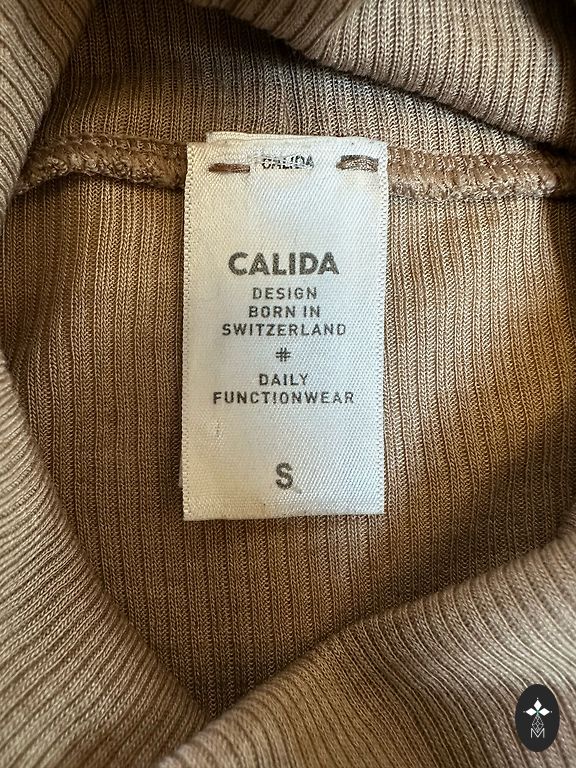 CALIDA
CALIDA
DESIGN
BORN IN
SWITZERLAND
#
DAILY
FUNCTIONWEAR
S
M